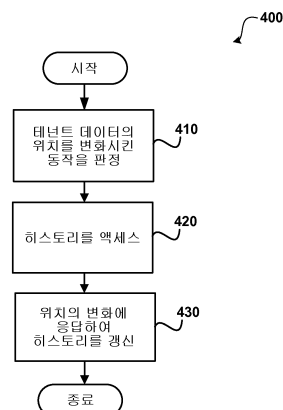 400
시작
테넌트 데이터의
위치를 변화시킨
동작을 판정
410
히스토리를 액세스
420
위치의 변화에
응답하여
히스토리를 갱신
430
종료